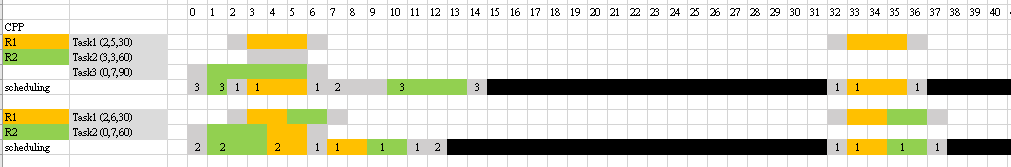 0 1 2 3 4 5 6 7 8 9 10 11 12 13 14 15 16 17 18 19 20 21 22 23 24 25 26 27 28 29 30 31 32 33 34 35 36 37 38 39 40 4
CPP
R1 Task1 (2,5,30)
R2 Task2 (3,3,60)
Task3 (0,7,90)
scheduling 3 3 1 1 1 2 3 3 1 1 1
R1 Task1 (2,6,30)
R2 Task2 (0,7,60)
scheduling 2 2 2 1 1 1 1 2 1 1 1 1